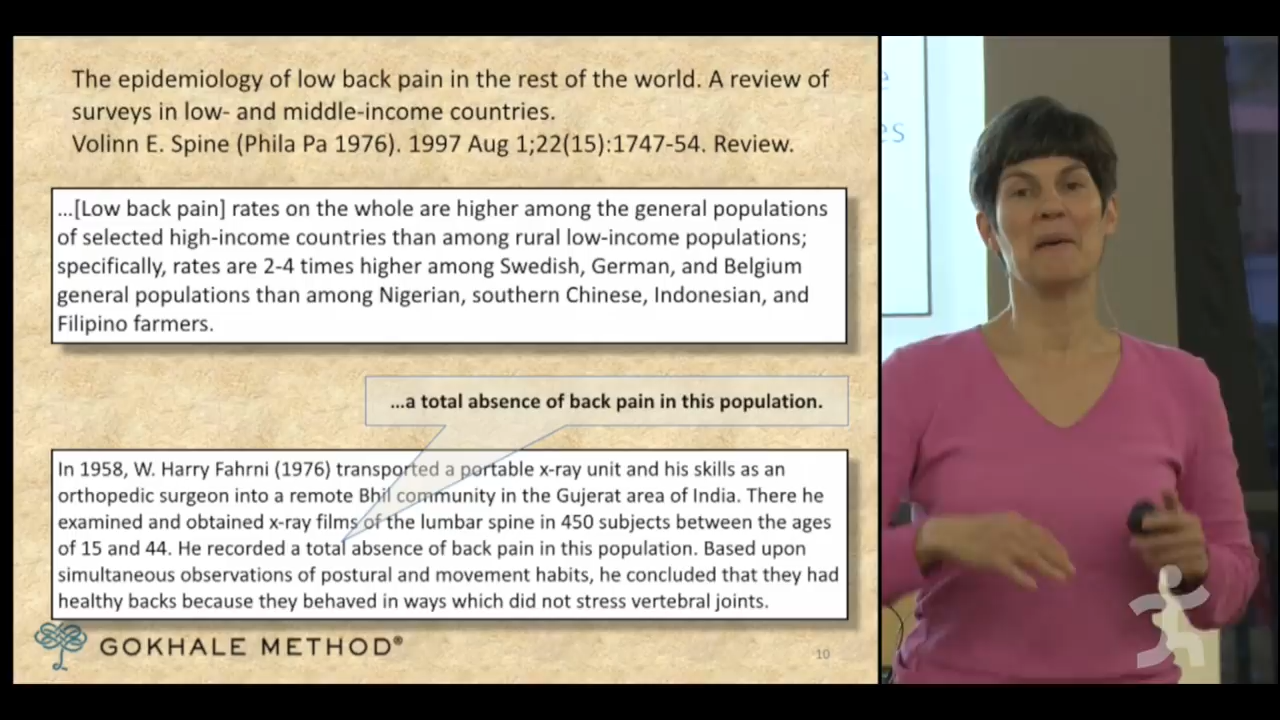 The epidemiology of low back pain in the rest of the world. A review of
surveys in low- and middle-income countries.
Volinn E. Spine (Phila Pa 1976). 1997 Aug 1;22(15):1747-54. Review.
...[Low back pain] rates on the whole are higher among the general populations
of selected high-income countries than among rural low-income populations;
specifically, rates are 2-4 times higher among Swedish, German, and Belgium
general populations than among Nigerian, southern Chinese, Indonesian, and
Filipino farmers.
...a total absence of back pain in this population.
In 1958, W. Harry Fahrni (1976) transported a portable x-ray unit and his skills as an
orthopedic surgeon into a remote Bhil community in the Gujerat area of India. There he
examined and obtained x-ray films of the lumbar spine in 450 subjects between the ages
of 15 and 44. He recorded a total absence of back pain in this population. Based upon
simultaneous observations of postural and movement habits, he concluded that they had
healthy backs because they behaved in ways which did not stress vertebral joints.
GOKHALE METHOD®
10